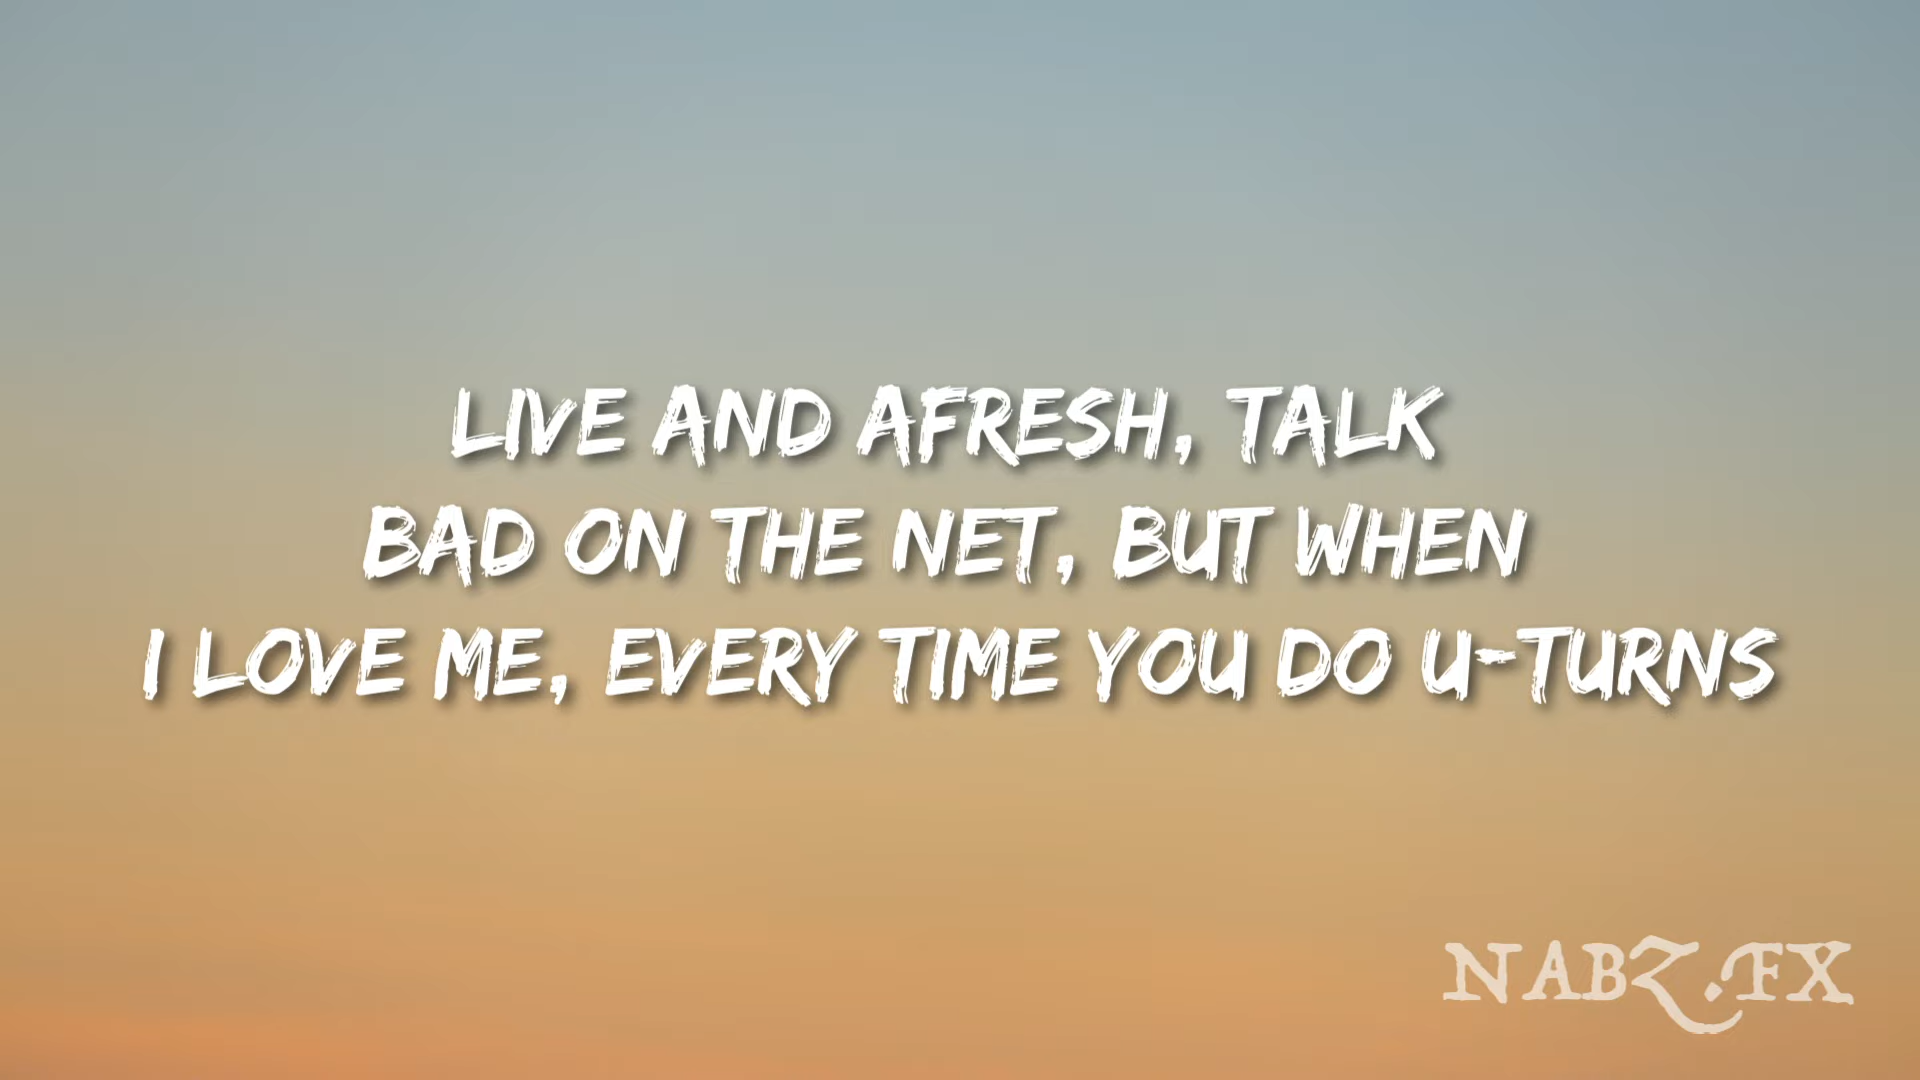 LIVE AND AFRESH, TALK
BAD ON THE NET, BUT WHEN
I LOVE ME, EVERY TIME YOU DO U-TURNS
NABZ.FX